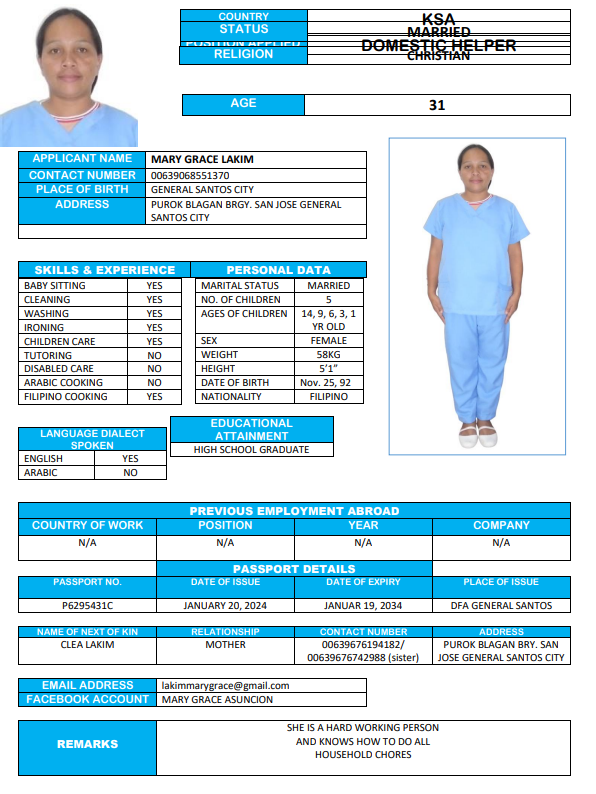 COUNTRY KSA
STATUS MARRIED
POSITION APPLIED DOMESTIC HELPER
RELIGION CHRISTIAN
AGE 31
APPLICANT NAME MARY GRACE LAKIM
CONTACT NUMBER 00639068551370
PLACE OF BIRTH GENERAL SANTOS CITY
ADDRESS PUROK BLAGAN BRGY. SAN JOSE GENERAL
SANTOS CITY
SKILLS & EXPERIENCE
BABY SITTING YES
CLEANING YES
WASHING YES
IRONING YES
CHILDREN CARE YES
TUTORING NO
DISABLED CARE NO
ARABIC COOKING NO
FILIPINO COOKING YES
PERSONAL DATA
MARITAL STATUS MARRIED
NO. OF CHILDREN 5
AGES OF CHILDREN 14, 9, 6, 3, 1
YR OLD
SEX FEMALE
WEIGHT 58KG
HEIGHT 5’1”
DATE OF BIRTH Nov. 25, 92
NATIONALITY FILIPINO
LANGUAGE DIALECT
SPOKEN
ENGLISH YES
ARABIC NO
EDUCATIONAL
ATTAINMENT
HIGH SCHOOL GRADUATE
PREVIOUS EMPLOYMENT ABROAD
COUNTRY OF WORK POSITION YEAR COMPANY
N/A N/A N/A N/A
PASSPORT DETAILS
PASSPORT NO. DATE OF ISSUE DATE OF EXPIRY PLACE OF ISSUE
P6295431C JANUARY 20, 2024 JANUAR 19, 2034 DFA GENERAL SANTOS
NAME OF NEXT OF KIN RELATIONSHIP CONTACT NUMBER ADDRESS
CLEA LAKIM MOTHER 00639676194182/ PUROK BLAGAN BRY. SAN
00639676742988 (sister) JOSE GENERAL SANTOS CITY
EMAIL ADDRESS lakimmarygrace@gmail.com
FACEBOOK ACCOUNT MARY GRACE ASUNCION
REMARKS
SHE IS A HARD WORKING PERSON
AND KNOWS HOW TO DO ALL
HOUSEHOLD CHORES